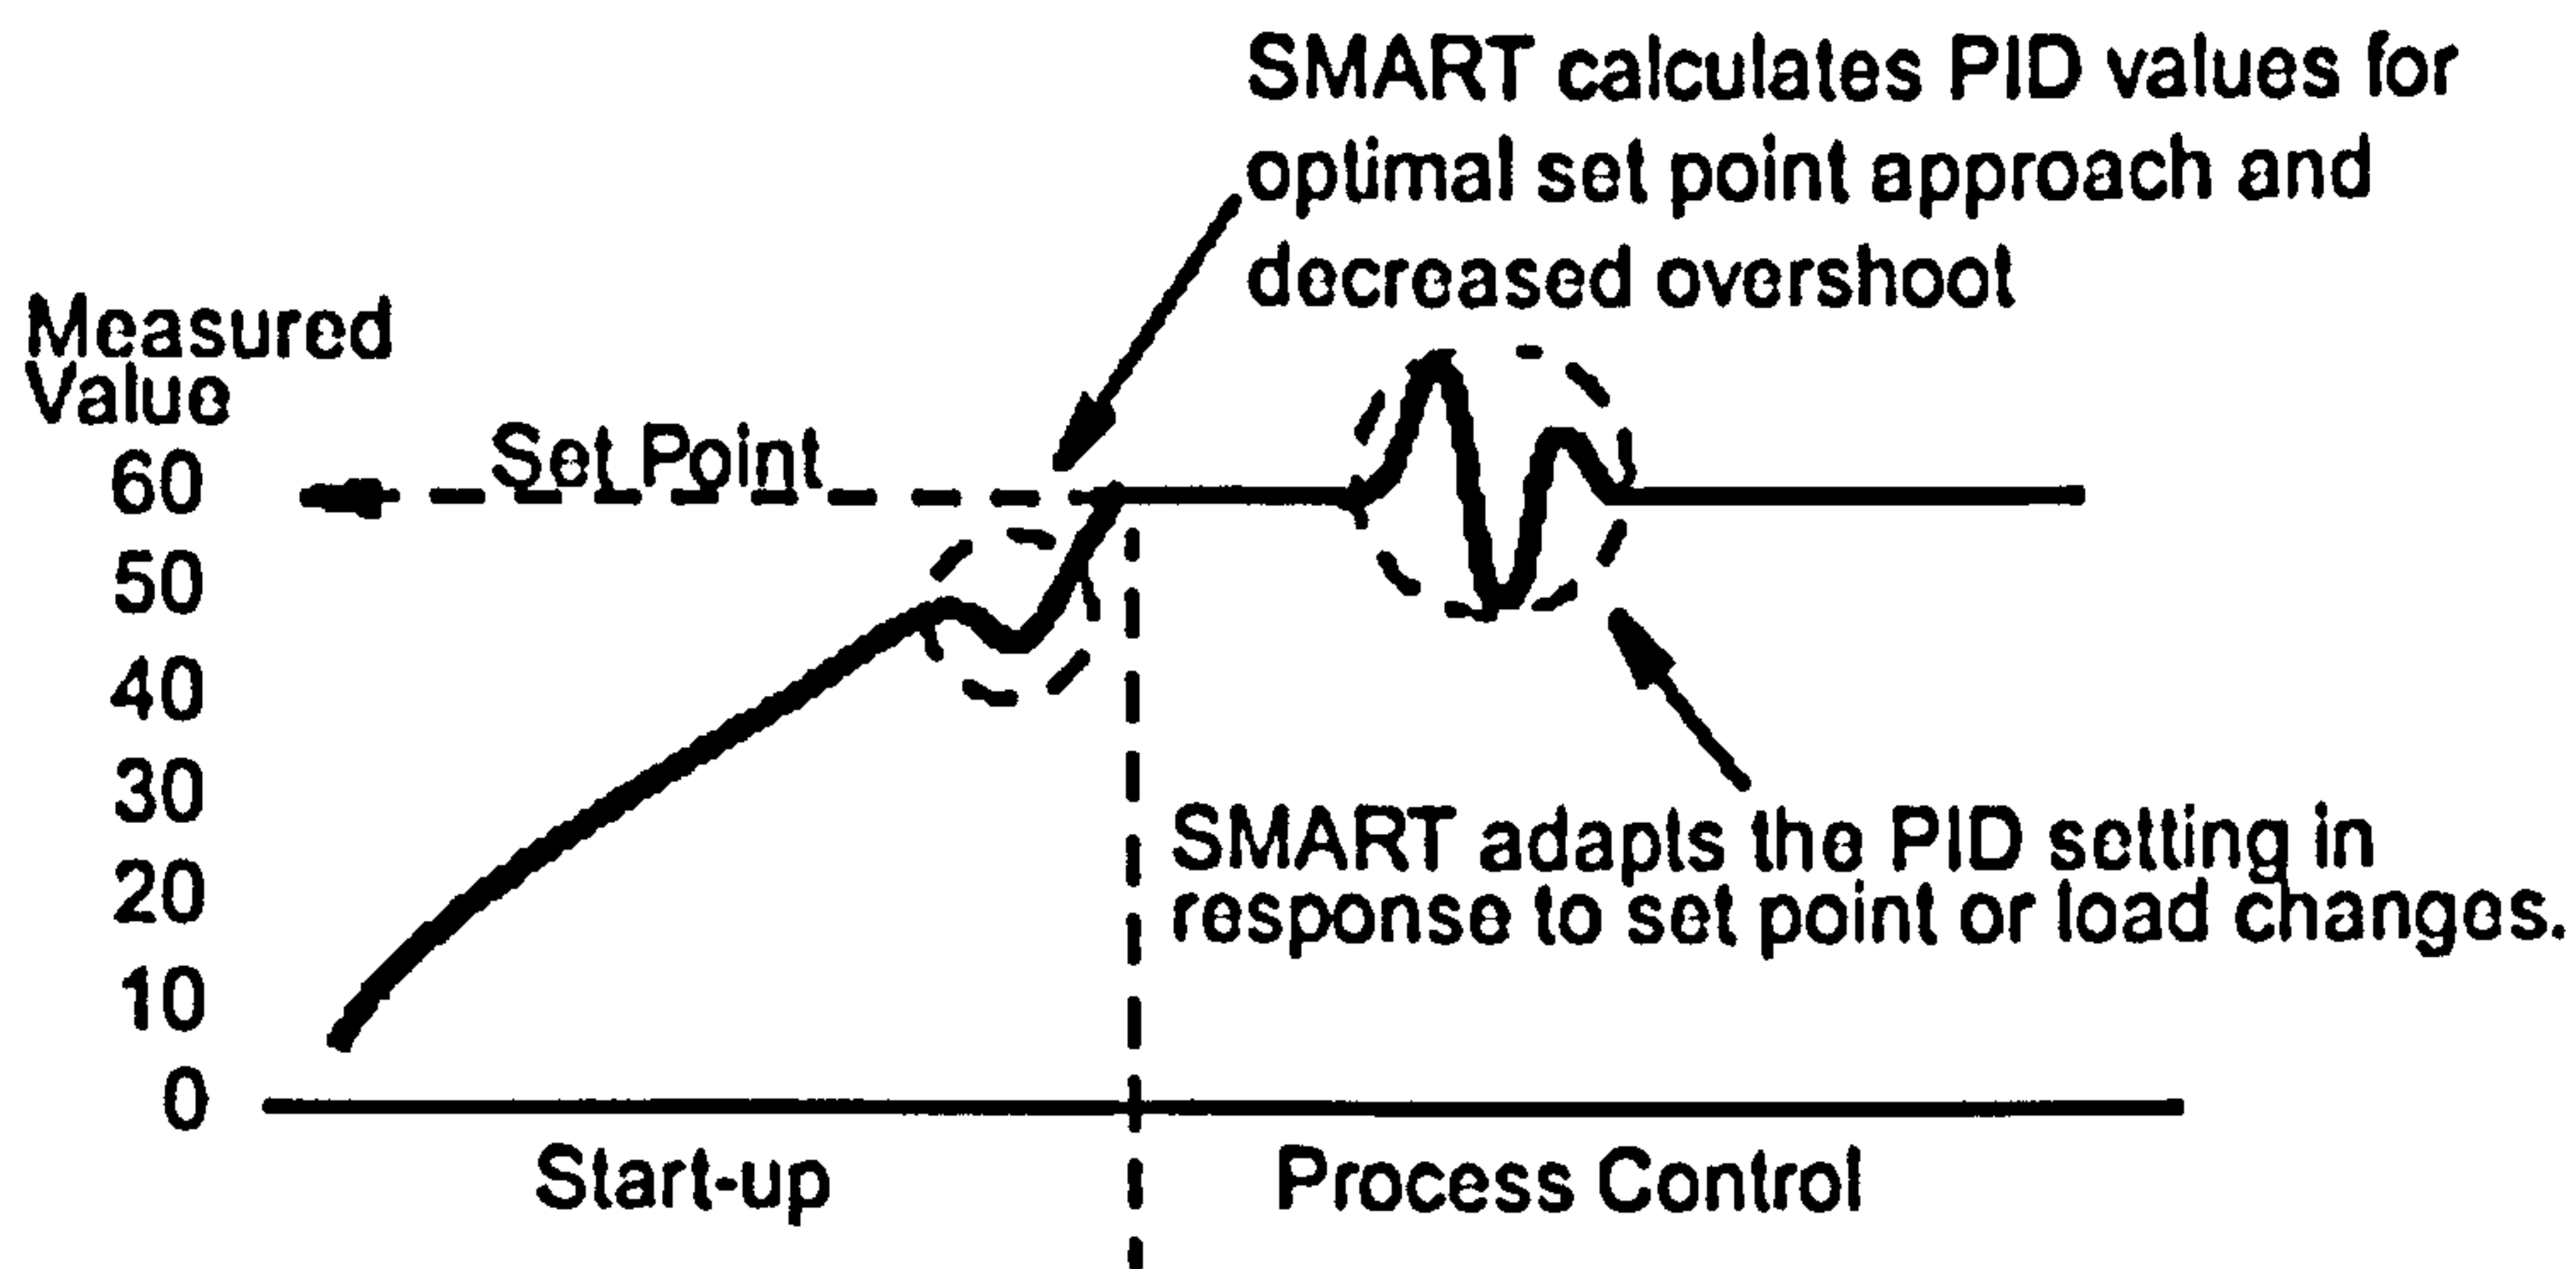 SMART calculates PID values for
optimal set point approach and
decreased overshoot
Measured
Value
Set Point
60
50
40
30
20
10
0
SMART adapts the PID setting in
response to set point or load changes.
Start-up
Process Control